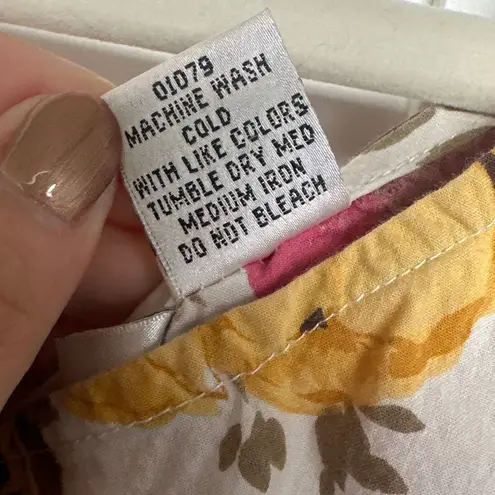 01079
MACHINE WASH
COLD
WITH LIKE COLORS
TUMBLE DRY MED
MEDIUM IRON
DO NOT BLEACH